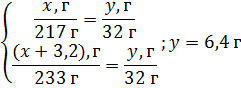 { x, г / 217 г = y, г / 32 г
(x + 3,2), г / 233 г = y, г / 32 г ; y = 6,4 г